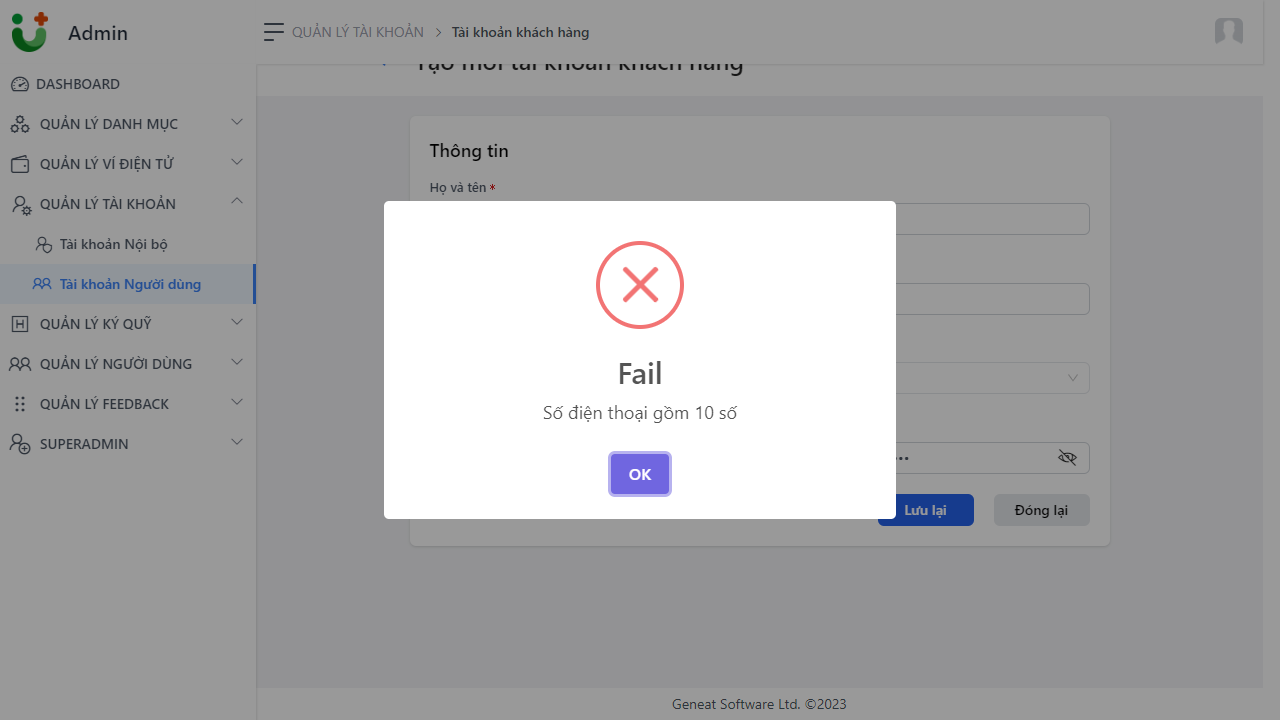 Admin
QUẢN LÝ TÀI KHOẢN > Tài khoản khách hàng
Tạo mới tài khoản khách hàng
DASHBOARD
QUẢN LÝ DANH MỤC
QUẢN LÝ VÍ ĐIỆN TỬ
QUẢN LÝ TÀI KHOẢN
Tài khoản Nội bộ
Tài khoản Người dùng
QUẢN LÝ KÝ QUỸ
QUẢN LÝ NGƯỜI DÙNG
QUẢN LÝ FEEDBACK
SUPERADMIN
Thông tin
Họ và tên *
Fail
Số điện thoại gồm 10 số
OK
Lưu lại
Đóng lại
Geneat Software Ltd. ©2023